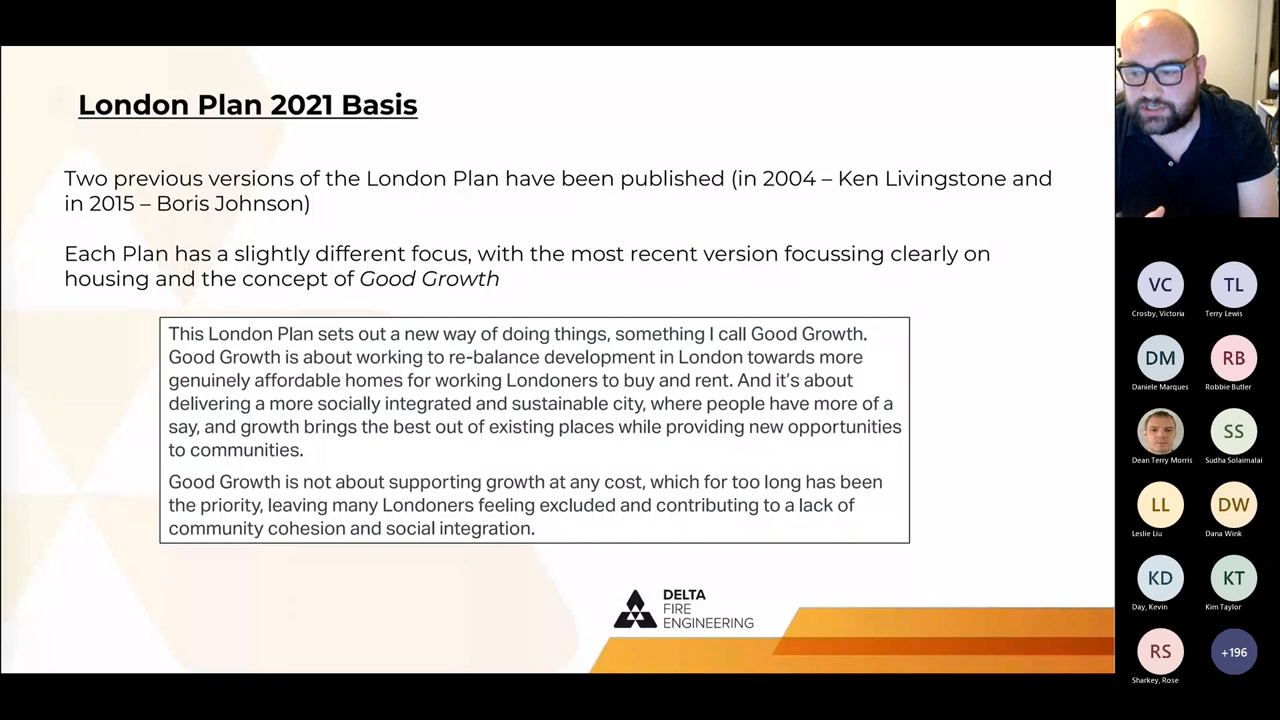 London Plan 2021 Basis
Two previous versions of the London Plan have been published (in 2004 – Ken Livingstone and
in 2015 – Boris Johnson)
Each Plan has a slightly different focus, with the most recent version focussing clearly on
housing and the concept of Good Growth
This London Plan sets out a new way of doing things, something I call Good Growth.
Good Growth is about working to re-balance development in London towards more
genuinely affordable homes for working Londoners to buy and rent. And it’s about
delivering a more socially integrated and sustainable city, where people have more of a
say, and growth brings the best out of existing places while providing new opportunities
to communities.
Good Growth is not about supporting growth at any cost, which for too long has been
the priority, leaving many Londoners feeling excluded and contributing to a lack of
community cohesion and social integration.
DELTA
FIRE
ENGINEERING
VC TL
Crosby, Victoria Terry Lewis
DM RB
Daniele Marques Robbie Butler
SS
Dean Terry Morris Sudha Solaimalai
LL DW
Leslie Liu Dana Wink
KD KT
Day, Kevin Kim Taylor
RS +196
Sharkey, Rose